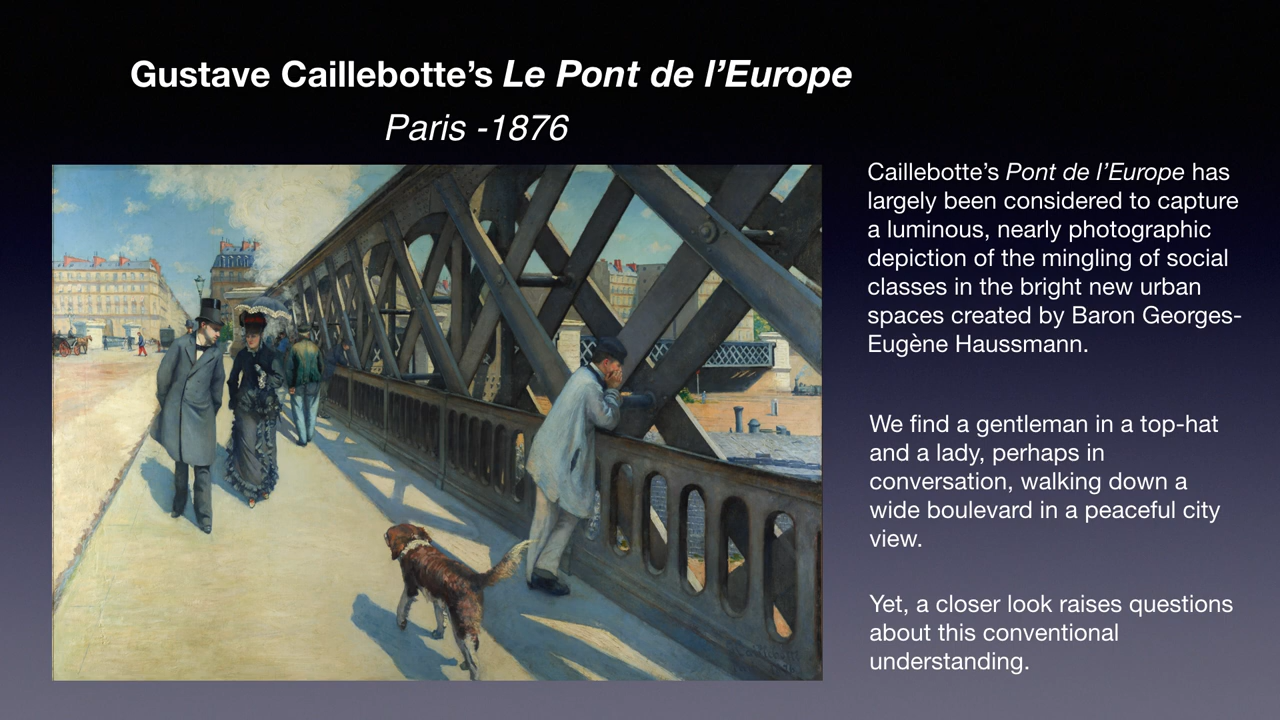 Gustave Caillebotte’s Le Pont de l’Europe
Paris -1876
Caillebotte’s Pont de l’Europe has
largely been considered to capture
a luminous, nearly photographic
depiction of the mingling of social
classes in the bright new urban
spaces created by Baron Georges-
Eugène Haussmann.
We find a gentleman in a top-hat
and a lady, perhaps in
conversation, walking down a
wide boulevard in a peaceful city
view.
Yet, a closer look raises questions
about this conventional
understanding.